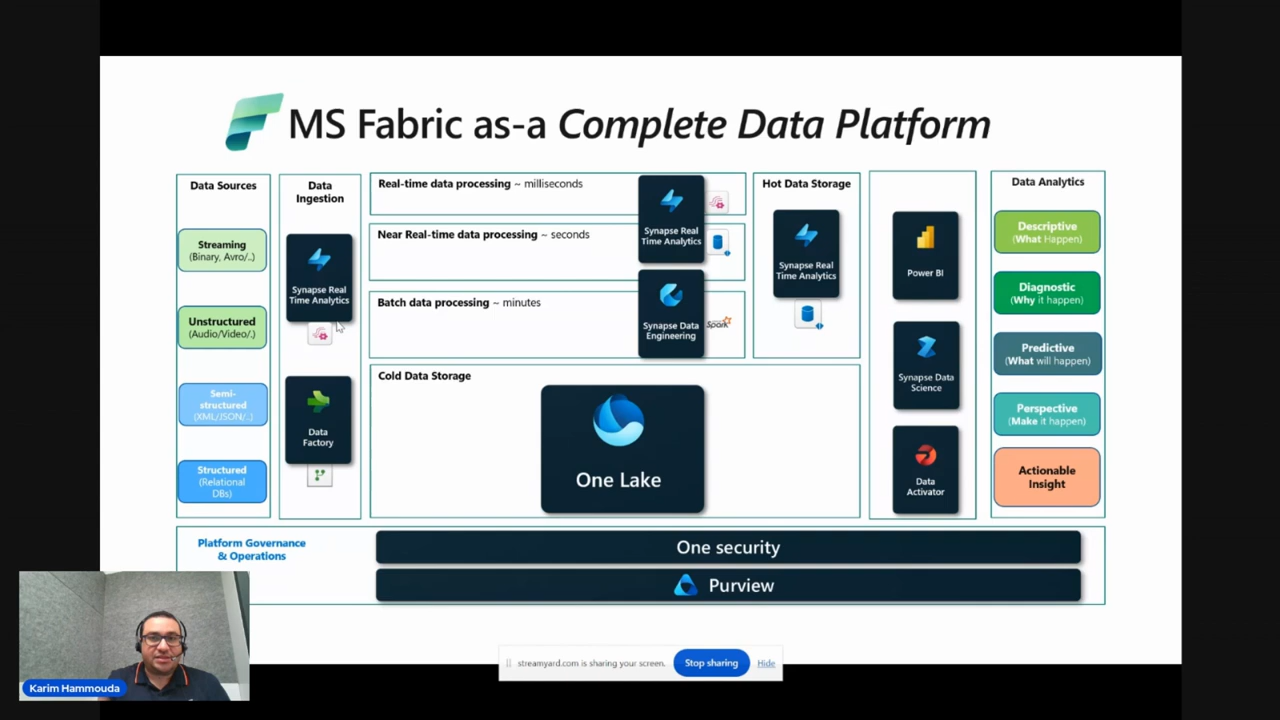 MS Fabric as-a Complete Data Platform
Data Sources
Streaming
(Binary, Avro/..)
Unstructured
(Audio/Video/.)
Semi-
structured
(XML/JSON/..)
Structured
(Relational
DBs)
Data
Ingestion
Synapse Real
Time Analytics
Data
Factory
Real-time data processing ~ milliseconds
Near Real-time data processing ~ seconds
Synapse Real
Time Analytics
Batch data processing ~ minutes
Synapse Data
Engineering
Spark
Hot Data Storage
Synapse Real
Time Analytics
Cold Data Storage
One Lake
Power BI
Synapse Data
Science
Data
Activator
Data Analytics
Descriptive
(What Happen)
Diagnostic
(Why it happen)
Predictive
(What will happen)
Perspective
(Make it happen)
Actionable
Insight
Platform Governance
& Operations
One security
Purview
streamyard.com is sharing your screen.
Stop sharing
Hide
Karim Hammouda